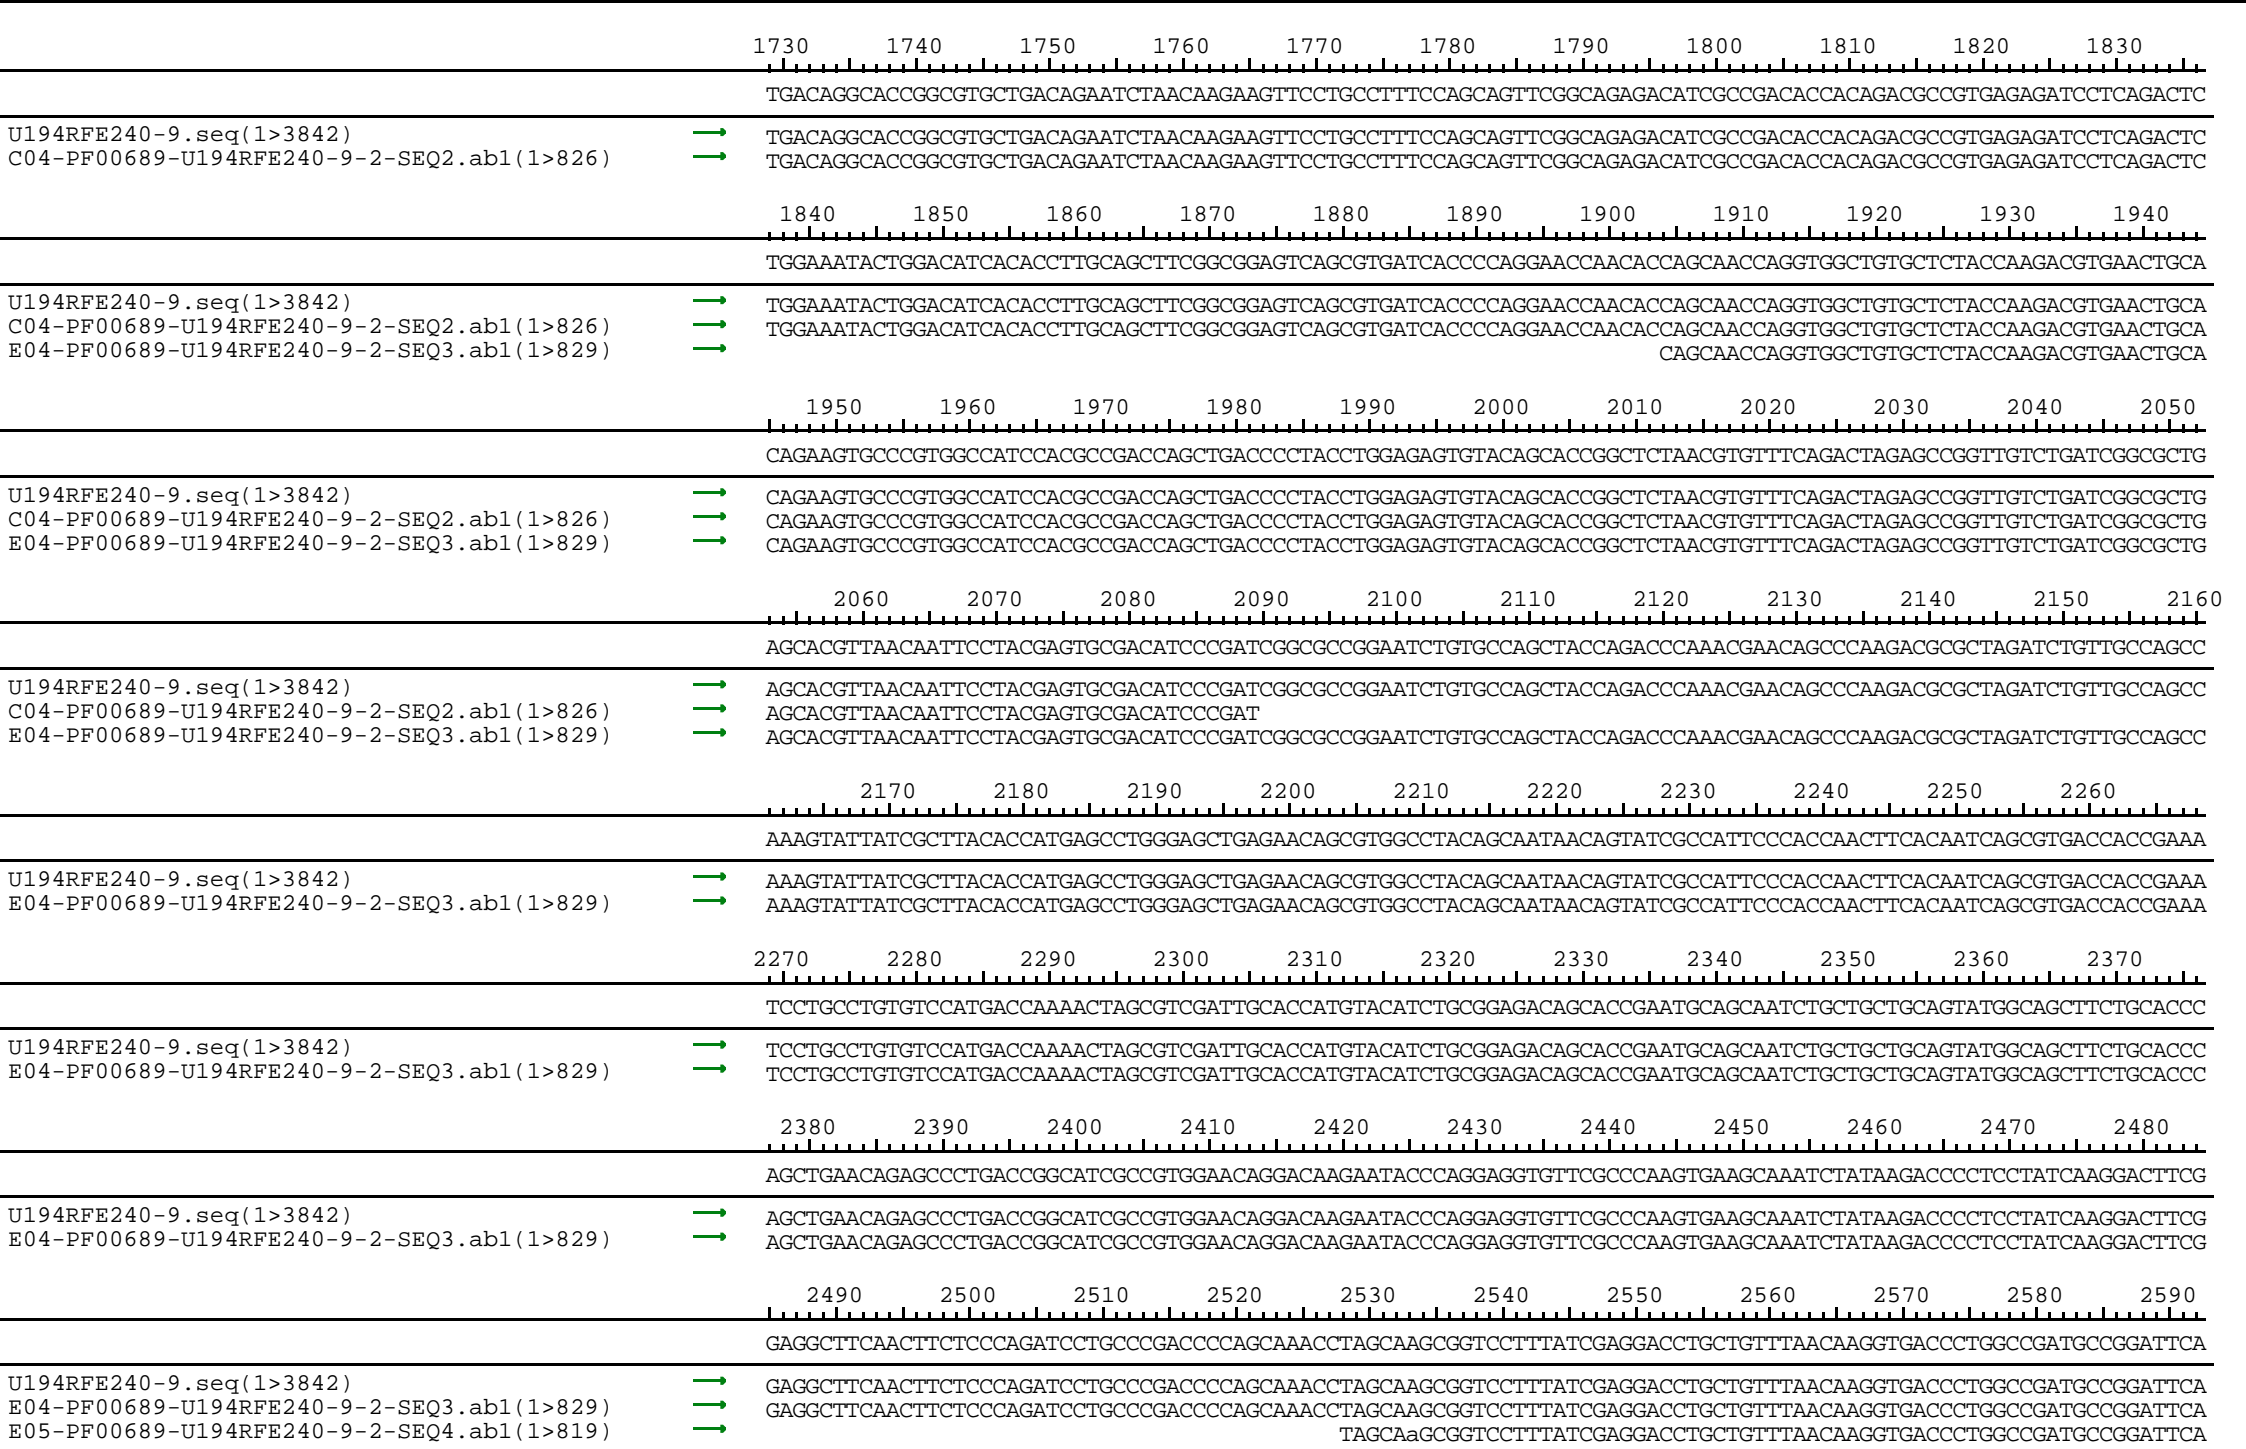 1730 1740 1750 1760 1770 1780 1790 1800 1810 1820 1830
TGACAGGCACCGGCGTGCTGACAGAATCTAACAAGAAGTTCCTGCCTTTCCAGCAGTTCGGCAGAGACATCGCCGACACCACAGACGCCGTGAGAGATCCTCAGACTC
U194RFE240-9.seq(1>3842) TGACAGGCACCGGCGTGCTGACAGAATCTAACAAGAAGTTCCTGCCTTTCCAGCAGTTCGGCAGAGACATCGCCGACACCACAGACGCCGTGAGAGATCCTCAGACTC
C04-PF00689-U194RFE240-9-2-SEQ2.ab1(1>826) TGACAGGCACCGGCGTGCTGACAGAATCTAACAAGAAGTTCCTGCCTTTCCAGCAGTTCGGCAGAGACATCGCCGACACCACAGACGCCGTGAGAGATCCTCAGACTC
1840 1850 1860 1870 1880 1890 1900 1910 1920 1930 1940
TGGAAATACTGGACATCACACCTTGCAGCTTCGGCGGAGTCAGCGTGATCACCCCAGGAACCAACACCAGCAACCAGGTGGCTGTGCTCTACCAAGACGTGAACTGCA
U194RFE240-9.seq(1>3842) TGGAAATACTGGACATCACACCTTGCAGCTTCGGCGGAGTCAGCGTGATCACCCCAGGAACCAACACCAGCAACCAGGTGGCTGTGCTCTACCAAGACGTGAACTGCA
C04-PF00689-U194RFE240-9-2-SEQ2.ab1(1>826) TGGAAATACTGGACATCACACCTTGCAGCTTCGGCGGAGTCAGCGTGATCACCCCAGGAACCAACACCAGCAACCAGGTGGCTGTGCTCTACCAAGACGTGAACTGCA
E04-PF00689-U194RFE240-9-2-SEQ3.ab1(1>829) CAGCAACCAGGTGGCTGTGCTCTACCAAGACGTGAACTGCA
1950 1960 1970 1980 1990 2000 2010 2020 2030 2040 2050
CAGAAGTGCCCGTGGCCATCCACGCCGACCAGCTGACCCCTACCTGGAGAGTGTACAGCACCGGCTCTAACGTGTTTCAGACTAGAGCCGGTTGTCTGATCGGCGCTG
U194RFE240-9.seq(1>3842) CAGAAGTGCCCGTGGCCATCCACGCCGACCAGCTGACCCCTACCTGGAGAGTGTACAGCACCGGCTCTAACGTGTTTCAGACTAGAGCCGGTTGTCTGATCGGCGCTG
C04-PF00689-U194RFE240-9-2-SEQ2.ab1(1>826) CAGAAGTGCCCGTGGCCATCCACGCCGACCAGCTGACCCCTACCTGGAGAGTGTACAGCACCGGCTCTAACGTGTTTCAGACTAGAGCCGGTTGTCTGATCGGCGCTG
E04-PF00689-U194RFE240-9-2-SEQ3.ab1(1>829) CAGAAGTGCCCGTGGCCATCCACGCCGACCAGCTGACCCCTACCTGGAGAGTGTACAGCACCGGCTCTAACGTGTTTCAGACTAGAGCCGGTTGTCTGATCGGCGCTG
2060 2070 2080 2090 2100 2110 2120 2130 2140 2150 2160
AGCACGTTAACAATTCCTACGAGTGCGACATCCCGATCGGCGCCGGAATCTGTGCCAGCTACCAGACCCAAACGAACAGCCCAAGACGCGCTAGATCTGTTGCCAGCC
U194RFE240-9.seq(1>3842) AGCACGTTAACAATTCCTACGAGTGCGACATCCCGATCGGCGCCGGAATCTGTGCCAGCTACCAGACCCAAACGAACAGCCCAAGACGCGCTAGATCTGTTGCCAGCC
C04-PF00689-U194RFE240-9-2-SEQ2.ab1(1>826) AGCACGTTAACAATTCCTACGAGTGCGACATCCCGAT
E04-PF00689-U194RFE240-9-2-SEQ3.ab1(1>829) AGCACGTTAACAATTCCTACGAGTGCGACATCCCGATCGGCGCCGGAATCTGTGCCAGCTACCAGACCCAAACGAACAGCCCAAGACGCGCTAGATCTGTTGCCAGCC
2170 2180 2190 2200 2210 2220 2230 2240 2250 2260
AAAGTATTATCGCTTACACCATGAGCCTGGGAGCTGAGAACAGCGTGGCCTACAGCAATAACAGTATCGCCATTCCCACCAACTTCACAATCAGCGTGACCACCGAAA
U194RFE240-9.seq(1>3842) AAAGTATTATCGCTTACACCATGAGCCTGGGAGCTGAGAACAGCGTGGCCTACAGCAATAACAGTATCGCCATTCCCACCAACTTCACAATCAGCGTGACCACCGAAA
E04-PF00689-U194RFE240-9-2-SEQ3.ab1(1>829) AAAGTATTATCGCTTACACCATGAGCCTGGGAGCTGAGAACAGCGTGGCCTACAGCAATAACAGTATCGCCATTCCCACCAACTTCACAATCAGCGTGACCACCGAAA
2270 2280 2290 2300 2310 2320 2330 2340 2350 2360 2370
TCCTGCCTGTGTCCATGACCAAAACTAGCGTCGATTGCACCATGTACATCTGCGGAGACAGCACCGAATGCAGCAATCTGCTGCTGCAGTATGGCAGCTTCTGCACCC
U194RFE240-9.seq(1>3842) TCCTGCCTGTGTCCATGACCAAAACTAGCGTCGATTGCACCATGTACATCTGCGGAGACAGCACCGAATGCAGCAATCTGCTGCTGCAGTATGGCAGCTTCTGCACCC
E04-PF00689-U194RFE240-9-2-SEQ3.ab1(1>829) TCCTGCCTGTGTCCATGACCAAAACTAGCGTCGATTGCACCATGTACATCTGCGGAGACAGCACCGAATGCAGCAATCTGCTGCTGCAGTATGGCAGCTTCTGCACCC
2380 2390 2400 2410 2420 2430 2440 2450 2460 2470 2480
AGCTGAACAGAGCCCTGACCGGCATCGCCGTGGAACAGGACAAGAATACCCAGGAGGTGTTCGCCCAAGTGAAGCAAATCTATAAGACCCCTCCTATCAAGGACTTCG
U194RFE240-9.seq(1>3842) AGCTGAACAGAGCCCTGACCGGCATCGCCGTGGAACAGGACAAGAATACCCAGGAGGTGTTCGCCCAAGTGAAGCAAATCTATAAGACCCCTCCTATCAAGGACTTCG
E04-PF00689-U194RFE240-9-2-SEQ3.ab1(1>829) AGCTGAACAGAGCCCTGACCGGCATCGCCGTGGAACAGGACAAGAATACCCAGGAGGTGTTCGCCCAAGTGAAGCAAATCTATAAGACCCCTCCTATCAAGGACTTCG
2490 2500 2510 2520 2530 2540 2550 2560 2570 2580 2590
GAGGCTTCAACTTCTCCCAGATCCTGCCCGACCCCAGCAAACCTAGCAAGCGGTCCTTTATCGAGGACCTGCTGTTTAACAAGGTGACCCTGGCCGATGCCGGATTCA
U194RFE240-9.seq(1>3842) GAGGCTTCAACTTCTCCCAGATCCTGCCCGACCCCAGCAAACCTAGCAAGCGGTCCTTTATCGAGGACCTGCTGTTTAACAAGGTGACCCTGGCCGATGCCGGATTCA
E04-PF00689-U194RFE240-9-2-SEQ3.ab1(1>829) GAGGCTTCAACTTCTCCCAGATCCTGCCCGACCCCAGCAAACCTAGCAAGCGGTCCTTTATCGAGGACCTGCTGTTTAACAAGGTGACCCTGGCCGATGCCGGATTCA
E05-PF00689-U194RFE240-9-2-SEQ4.ab1(1>819) TAGCAaGCGGTCCTTTATCGAGGACCTGCTGTTTAACAAGGTGACCCTGGCCGATGCCGGATTCA